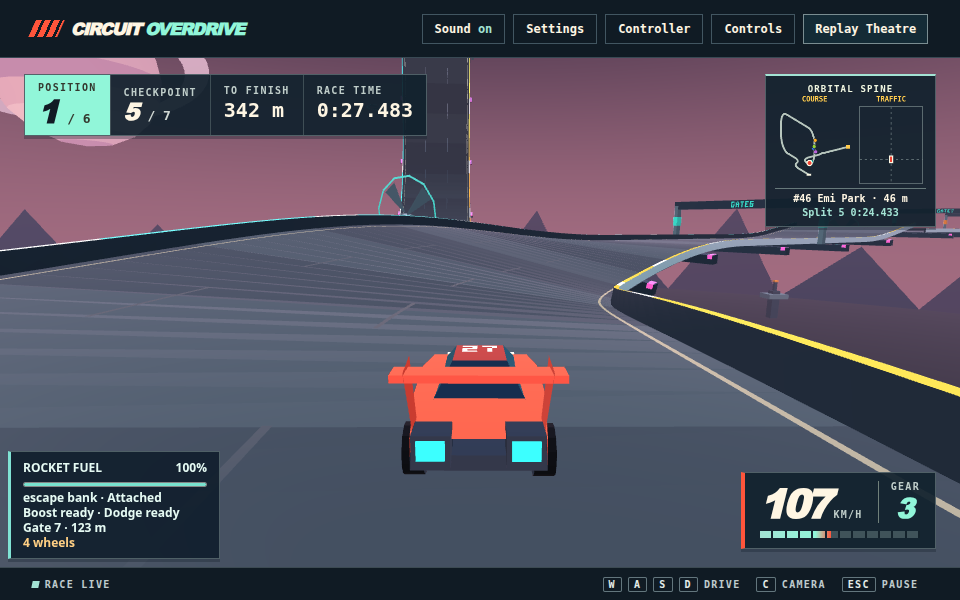 CIRCUIT OVERDRIVE
Sound on
Settings
Controller
Controls
Replay Theatre
POSITION
1 / 6
CHECKPOINT
5 / 7
TO FINISH
342 m
RACE TIME
0:27.483
ORBITAL SPINE
COURSE
TRAFFIC
#46 Emi Park · 46 m
Split 5 0:24.433
GATE6
27
ROCKET FUEL 100%
escape bank · Attached
Boost ready · Dodge ready
Gate 7 · 123 m
4 wheels
107 KM/H
GEAR
3
RACE LIVE
W A S D DRIVE
C CAMERA
ESC PAUSE